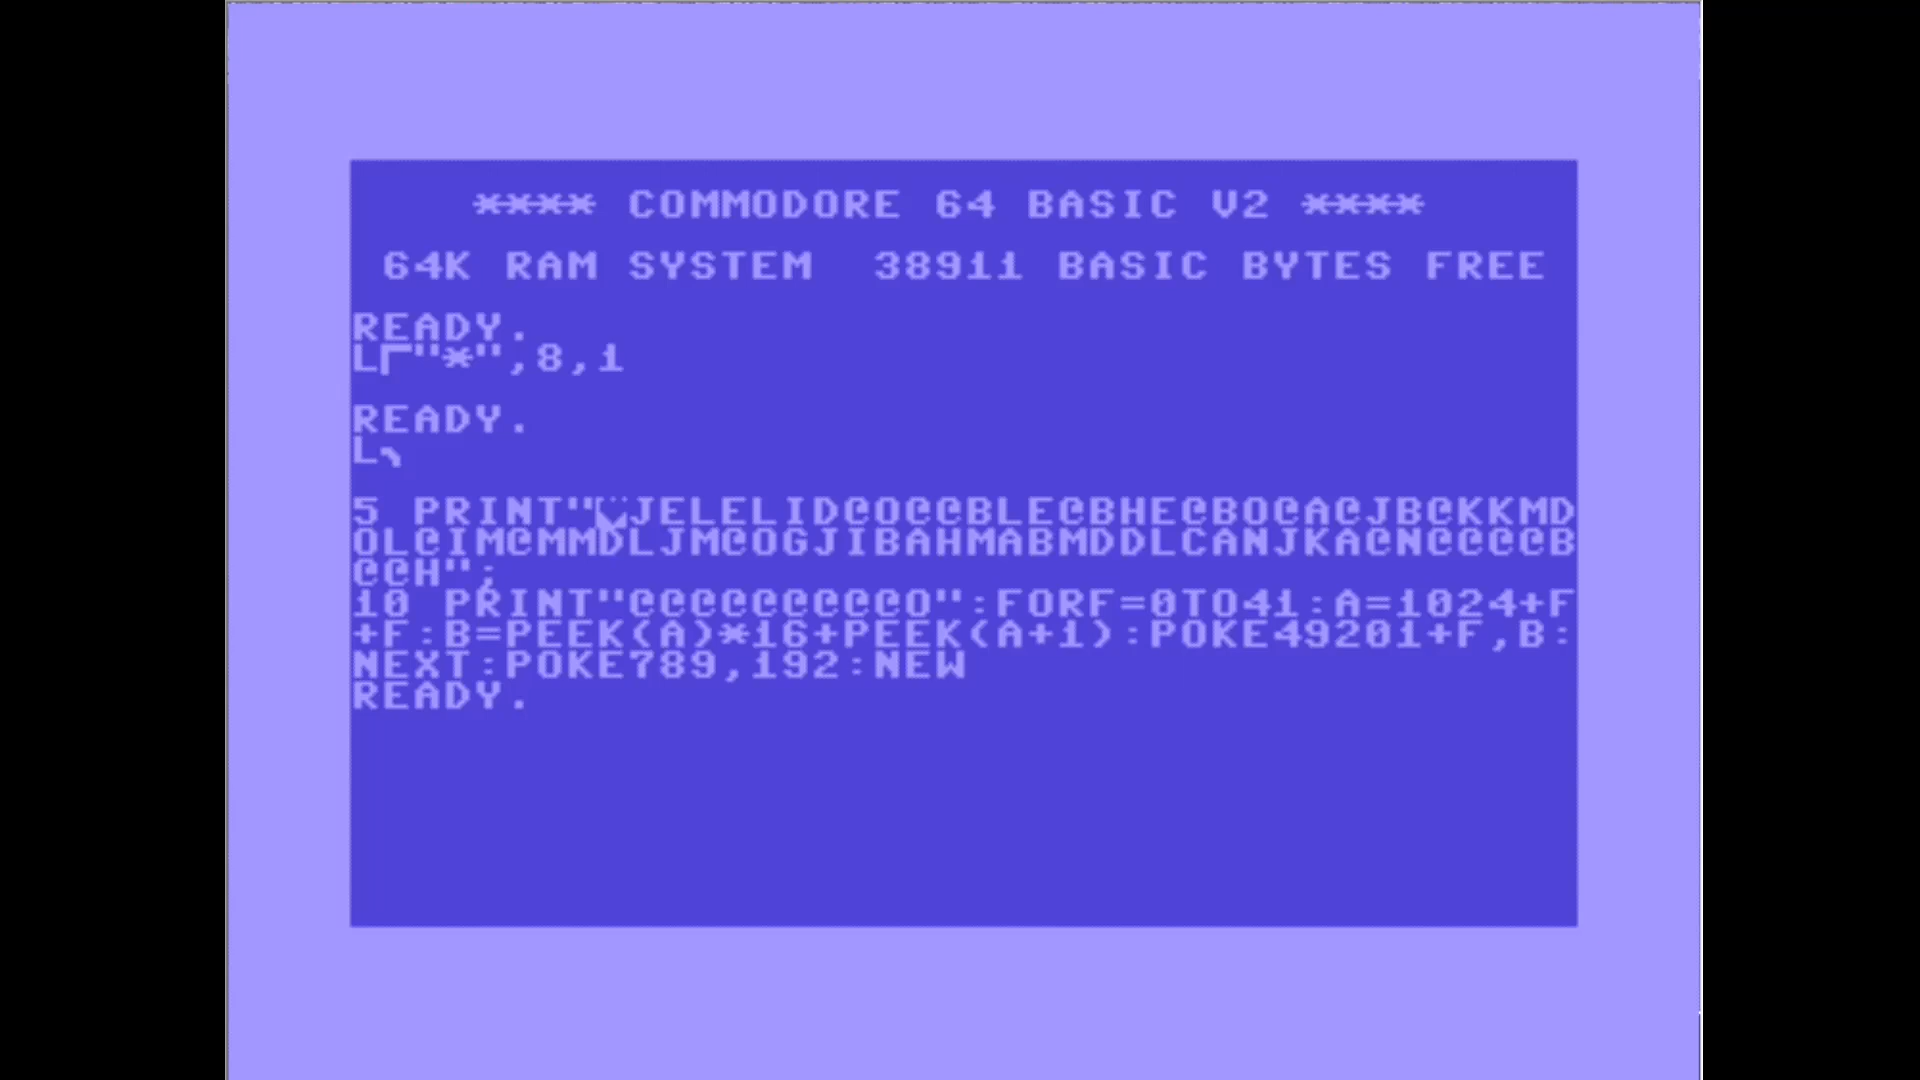 **** COMMODORE 64 BASIC V2 ****
64K RAM SYSTEM  38911 BASIC BYTES FREE
READY.
L┌"*",8,1
READY.
L╮
5 PRINT"JELELID@O@@BLE@BHE@BO@A@JB@KKMD
OL@IM@MMDLJM@OGJIBAHMABMDDLCANJKA@N@@@@B
@@H";
10 PRINT"@@@@@@@@@O":FORF=0TO41:A=1024+F
+F:B=PEEK(A)*16+PEEK(A+1):POKE49201+F,B:
NEXT:POKE789,192:NEW
READY.